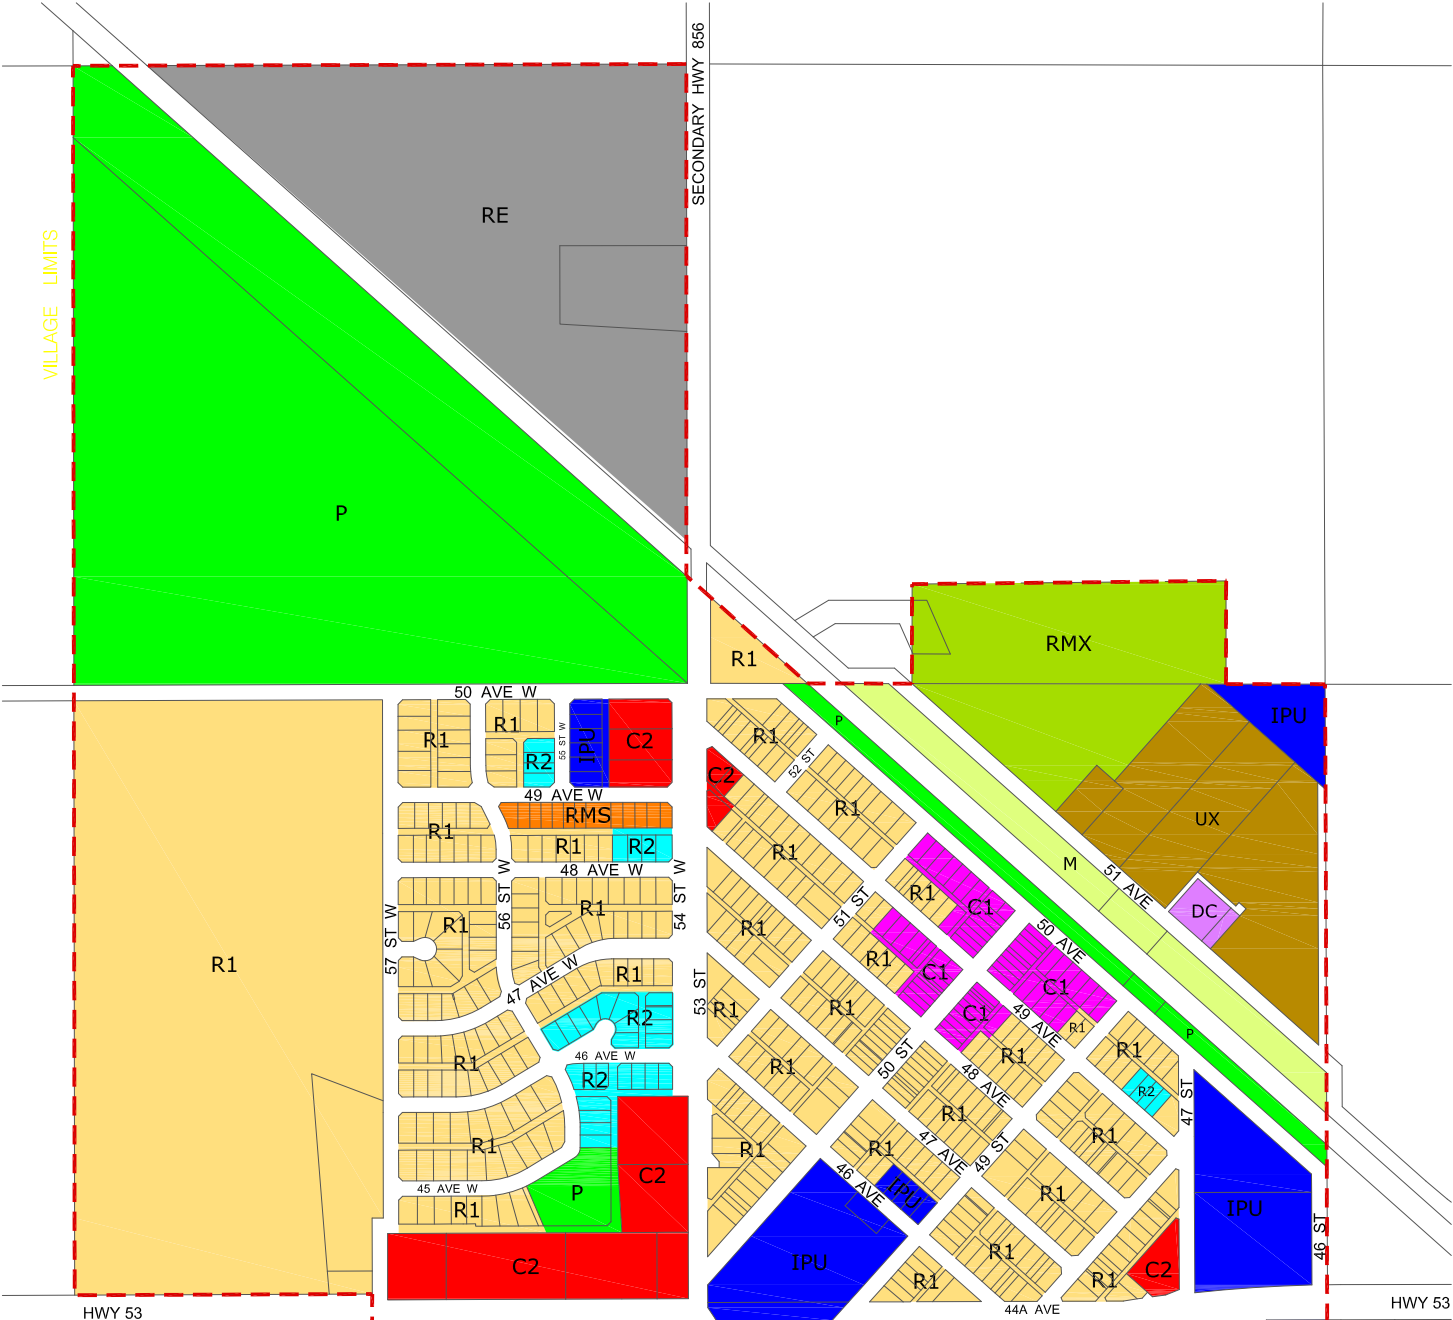 SECONDARY HWY 856
RE
VILLAGE LIMITS
P
RMX
R1
50 AVE W
IPU
P
R1
R1
R1
IPU
C2
55 ST W
R2
52 ST
C2
49 AVE W
R1
RMS
UX
R1
R1
R2
R1
M
48 AVE W
51 AVE
54 ST W
56 ST W
R1
51 ST
C1
R1
R1
DC
57 ST W
R1
50 AVE
R1
R1
47 AVE W
R1
C1
C1
53 ST
R1
R1
C1
49 AVE
R2
R1
P
46 AVE W
R1
50 ST
R1
R1
R1
R2
48 AVE
R2
47 ST
R1
R1
R1
47 AVE
R1
R1
49 ST
C2
46 AVE
IPU
45 AVE W
P
R1
R1
IPU
46 ST
R1
C2
IPU
R1
R1
C2
HWY 53
44A AVE
HWY 53